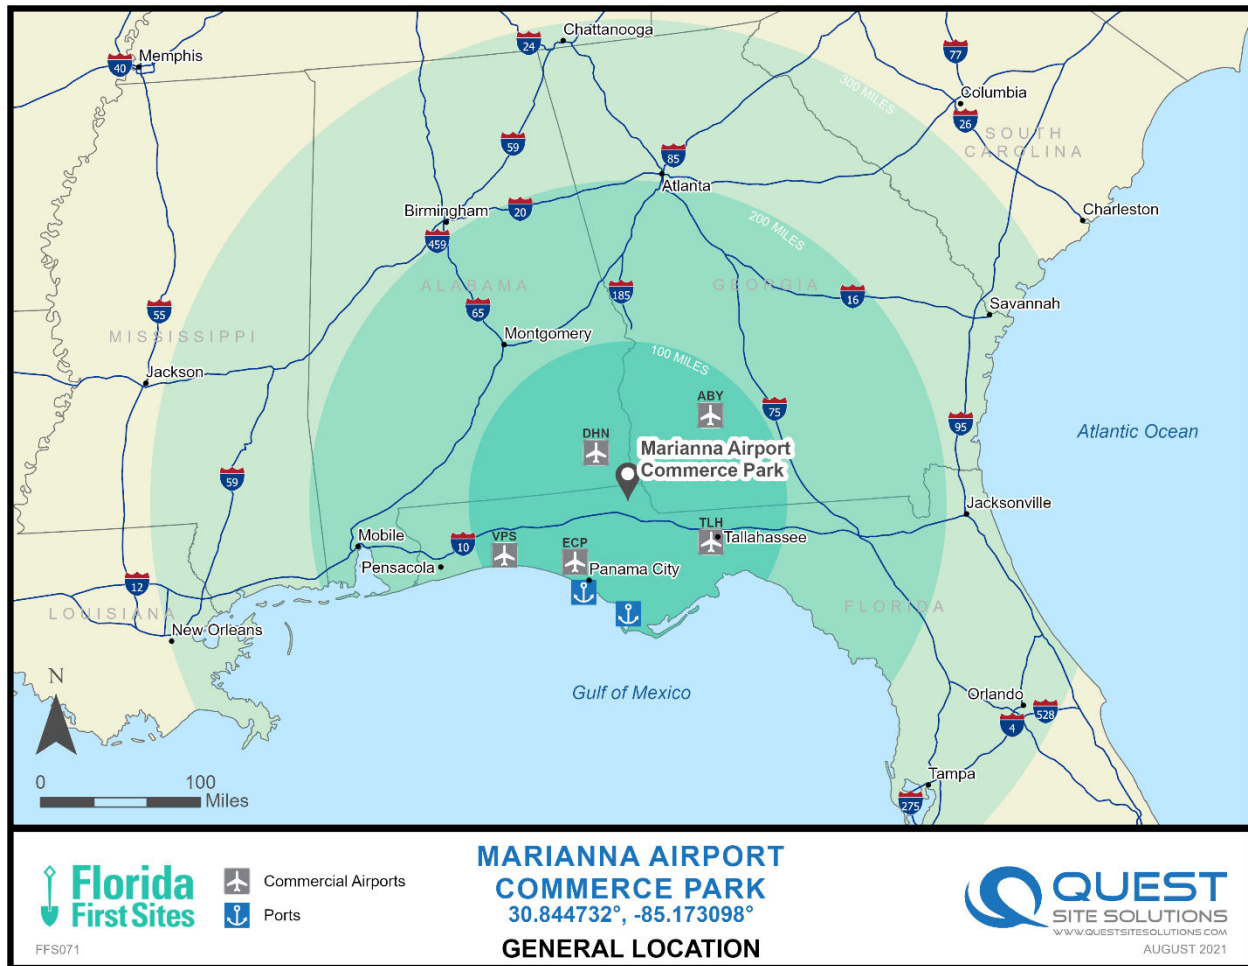 Chattanooga
24
77
Memphis
40
300 MILES
Columbia
26
SOUTH
CAROLINA
59
85
Atlanta
Birmingham
20
459
200 MILES
Charleston
ALABAMA
GEORGIA
185
16
65
55
Savannah
MISSISSIPPI
Montgomery
100 MILES
Jackson
ABY
75
95
DHN
Marianna Airport
Commerce Park
Atlantic Ocean
59
Jacksonville
Mobile
10
VPS
ECP
TLH
Tallahassee
Pensacola
Panama City
12
LOUISIANA
New Orleans
FLORIDA
N
Gulf of Mexico
Orlando
528
4
0
100
Miles
Tampa
275
Florida
First Sites
FFS071
Commercial Airports
Ports
MARIANNA AIRPORT
COMMERCE PARK
30.844732°, -85.173098°
GENERAL LOCATION
QUEST
SITE SOLUTIONS
WWW.QUESTSITESOLUTIONS.COM
AUGUST 2021